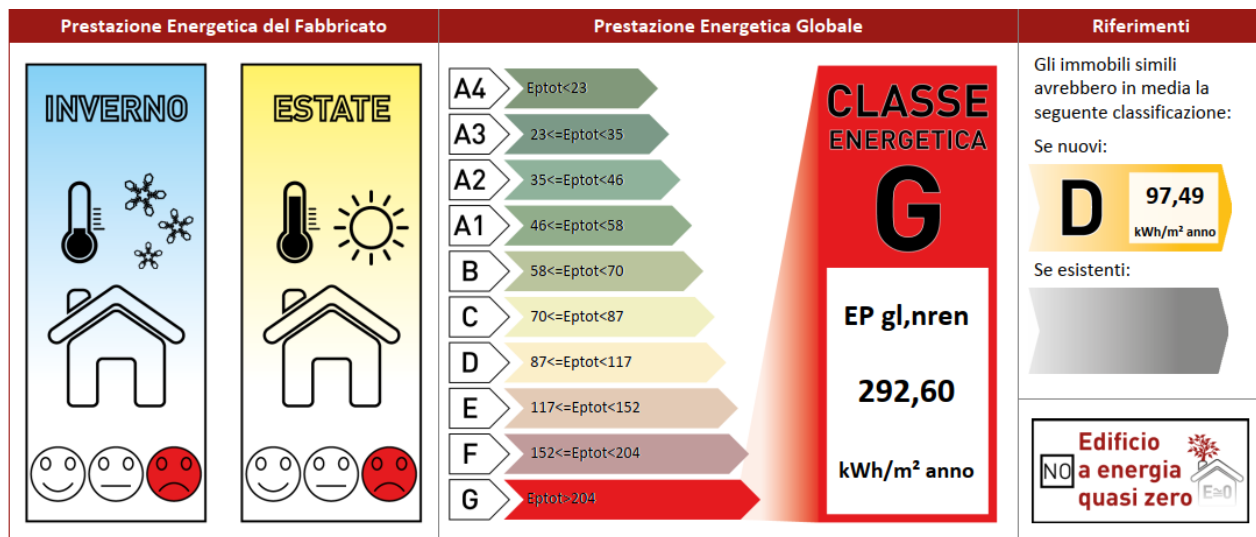 Prestazione Energetica del Fabbricato
INVERNO
ESTATE
Prestazione Energetica Globale
A4
Eptot<23
A3
23<=Eptot<35
A2
35<=Eptot<46
A1
46<=Eptot<58
B
58<=Eptot<70
C
70<=Eptot<87
D
87<=Eptot<117
E
117<=Eptot<152
F
152<=Eptot<204
G
Eptot>204
CLASSE
ENERGETICA
G
EP gl,nren
292,60
kWh/m² anno
Riferimenti
Gli immobili simili
avrebbero in media la
seguente classificazione:
Se nuovi:
D
97,49
kWh/m² anno
Se esistenti:
Edificio
NO a energia
quasi zero
E≥0